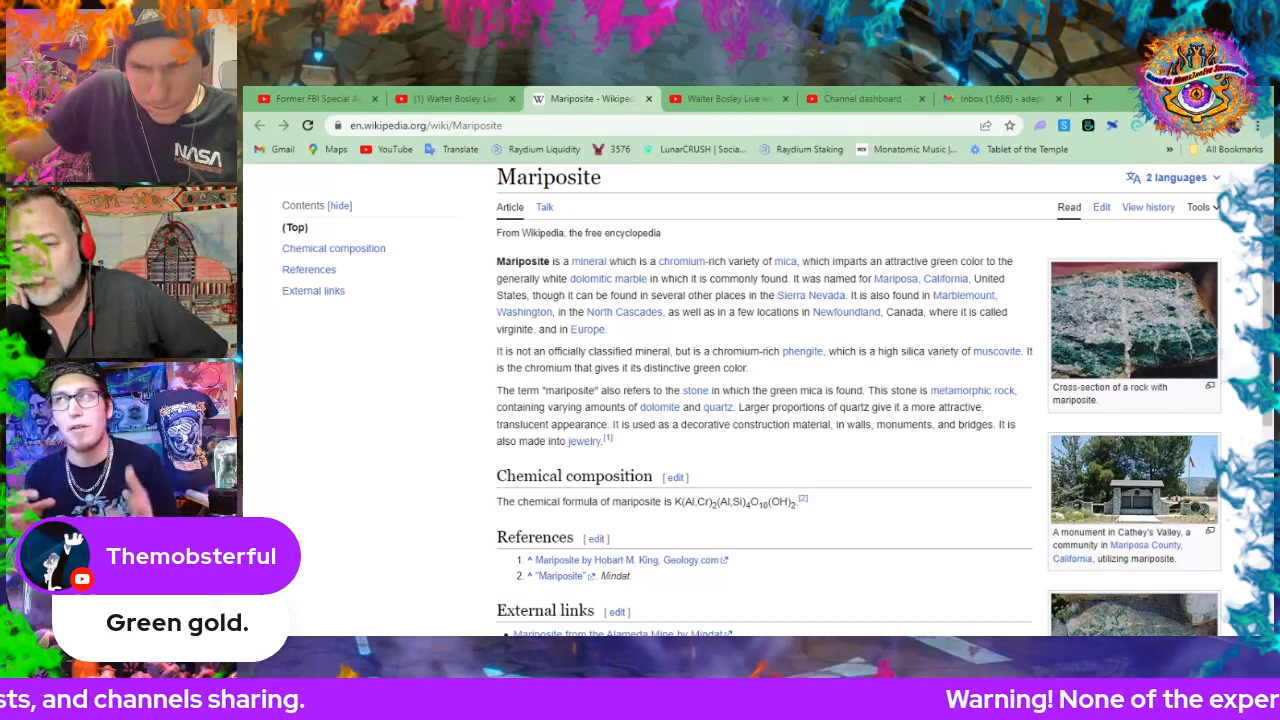 NASA
Former FBI Special A
(1) Walter Bosley Live
Mariposite - Wikiped
Walter Bosley Live w
Channel dashboard
Inbox (1,686) - adep
en.wikipedia.org/wiki/Mariposite
Gmail
Maps
YouTube
Translate
Raydium Liquidity
3576
LunarCRUSH | Socia...
Raydium Staking
Monatomic Music |...
Tablet of the Temple
»
All Bookmarks
Mariposite
2 languages
Contents [hide]
(Top)
Chemical composition
References
External links
Article
Talk
Read
Edit
View history
Tools
From Wikipedia, the free encyclopedia
Mariposite is a mineral which is a chromium-rich variety of mica, which imparts an attractive green color to the
generally white dolomitic marble in which it is commonly found. It was named for Mariposa, California, United
States, though it can be found in several other places in the Sierra Nevada. It is also found in Marblemount,
Washington, in the North Cascades, as well as in a few locations in Newfoundland, Canada, where it is called
virginite, and in Europe.
It is not an officially classified mineral, but is a chromium-rich phengite, which is a high silica variety of muscovite. It
is the chromium that gives it its distinctive green color.
The term "mariposite" also refers to the stone in which the green mica is found. This stone is metamorphic rock,
containing varying amounts of dolomite and quartz. Larger proportions of quartz give it a more attractive,
translucent appearance. It is used as a decorative construction material, in walls, monuments, and bridges. It is
also made into jewelry.[1]
Chemical composition [ edit ]
The chemical formula of mariposite is K(Al,Cr)2(Al,Si)4O10(OH)2.[2]
References [ edit ]
1. ^ Mariposite by Hobart M. King, Geology.com
2. ^ "Mariposite". Mindat.
External links [ edit ]
Mariposite from the Alameda Mine by Mindat
Cross-section of a rock with
mariposite.
A monument in Cathey's Valley, a
community in Mariposa County,
California, utilizing mariposite.
Themobsterful
Green gold.
sts, and channels sharing.
Warning! None of the exper